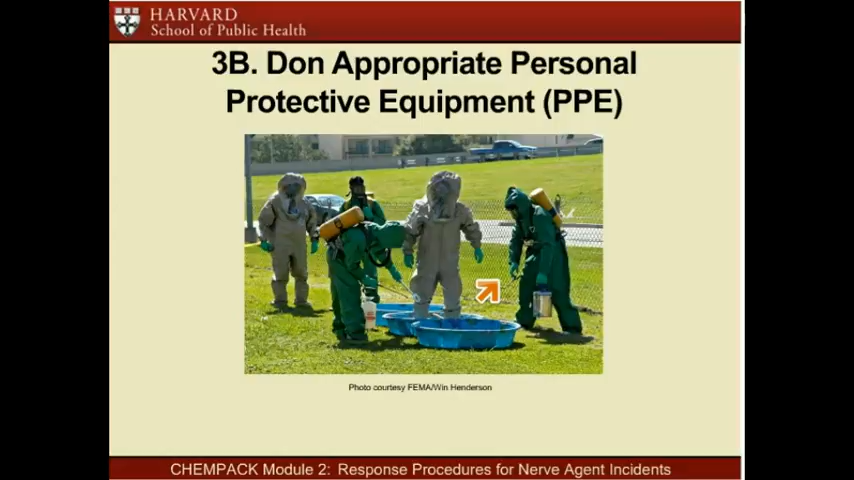 HARVARD
School of Public Health
3B. Don Appropriate Personal
Protective Equipment (PPE)
Photo courtesy FEMA/Win Henderson
CHEMPACK Module 2: Response Procedures for Nerve Agent Incidents